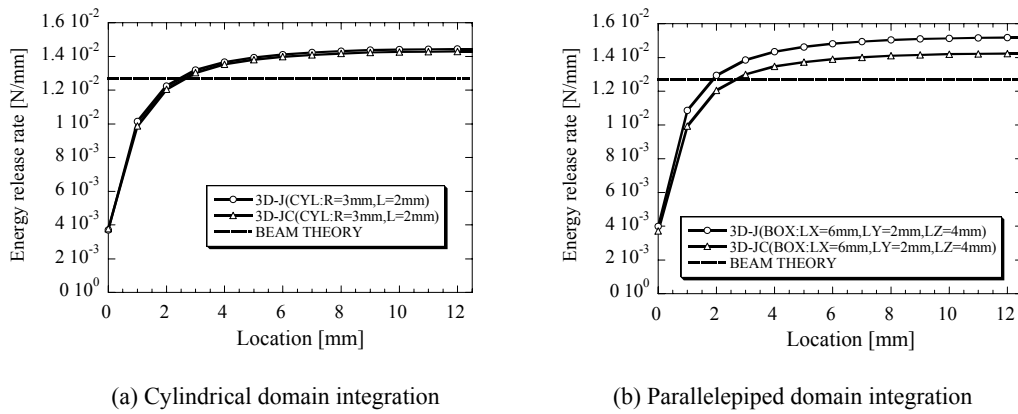 1.6 10⁻²
1.4 10⁻²
1.2 10⁻²
1 10⁻²
8 10⁻³
6 10⁻³
4 10⁻³
2 10⁻³
0 10⁰
Energy release rate [N/mm]
3D-J(CYL:R=3mm,L=2mm)
3D-JC(CYL:R=3mm,L=2mm)
BEAM THEORY
0 2 4 6 8 10 12
Location [mm]
(a) Cylindrical domain integration
1.6 10⁻²
1.4 10⁻²
1.2 10⁻²
1 10⁻²
8 10⁻³
6 10⁻³
4 10⁻³
2 10⁻³
0 10⁰
Energy release rate [N/mm]
3D-J(BOX:LX=6mm,LY=2mm,LZ=4mm)
3D-JC(BOX:LX=6mm,LY=2mm,LZ=4mm)
BEAM THEORY
0 2 4 6 8 10 12
Location [mm]
(b) Parallelepiped domain integration